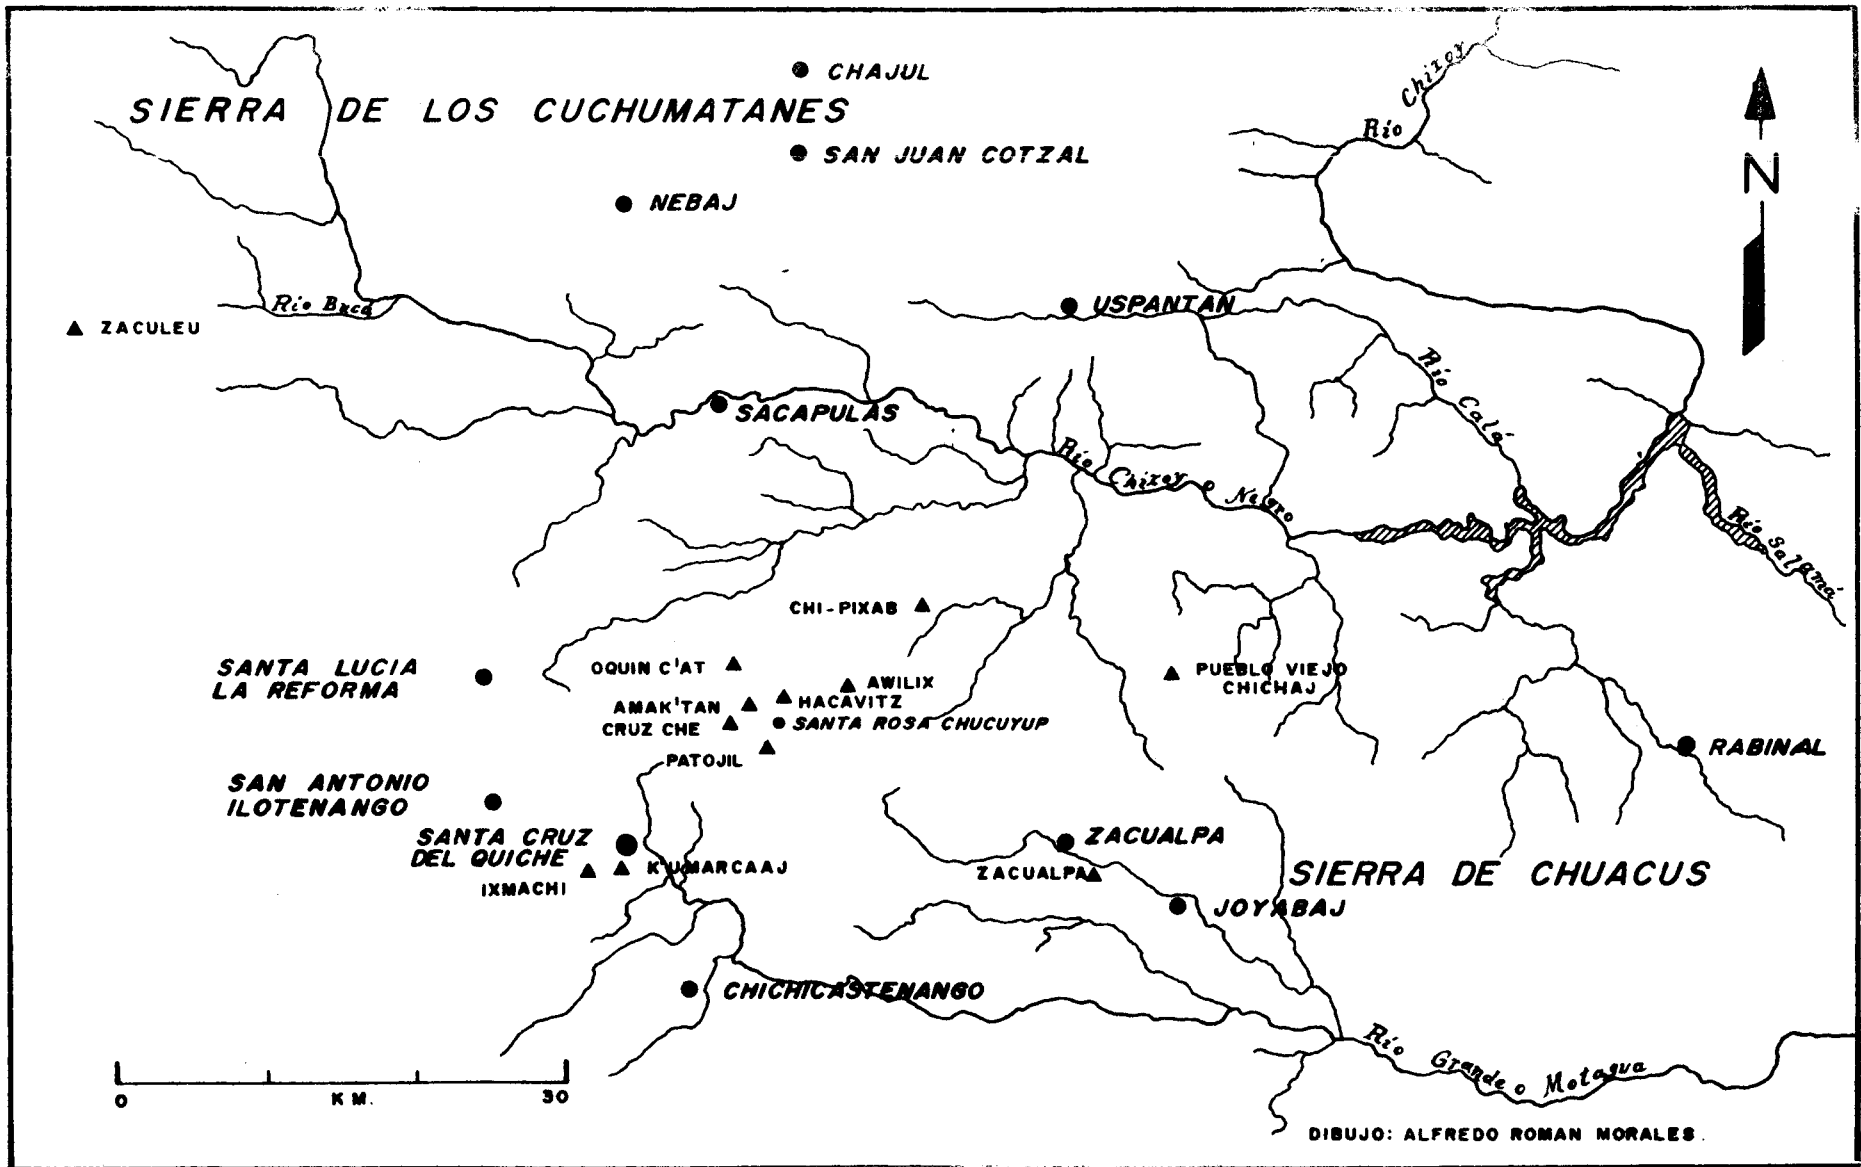 CHAJUL
SIERRA DE LOS CUCHUMATANES
SAN JUAN COTZAL
NEBAJ
Río Chixoy
N
Río Bucá
ZACULEU
USPANTAN
Río Calá
SACAPULAS
Río Chixoy o Negro
Río Salamá
CHI-PIXAB
OQUIN C'AT
SANTA LUCIA
LA REFORMA
AWILIX
PUEBLO VIEJO
CHICHAJ
AMAK'TAN
HACAVITZ
CRUZ CHE
SANTA ROSA CHUCUYUP
PATOJIL
RABINAL
SAN ANTONIO
ILOTENANGO
SANTA CRUZ
DEL QUICHE
K'UMARCAAJ
IXMACHI
ZACUALPA
ZACUALPA
SIERRA DE CHUACUS
JOYABAJ
CHICHICASTENANGO
Río Grande o Motagua
0 KM. 30
DIBUJO: ALFREDO ROMAN MORALES.